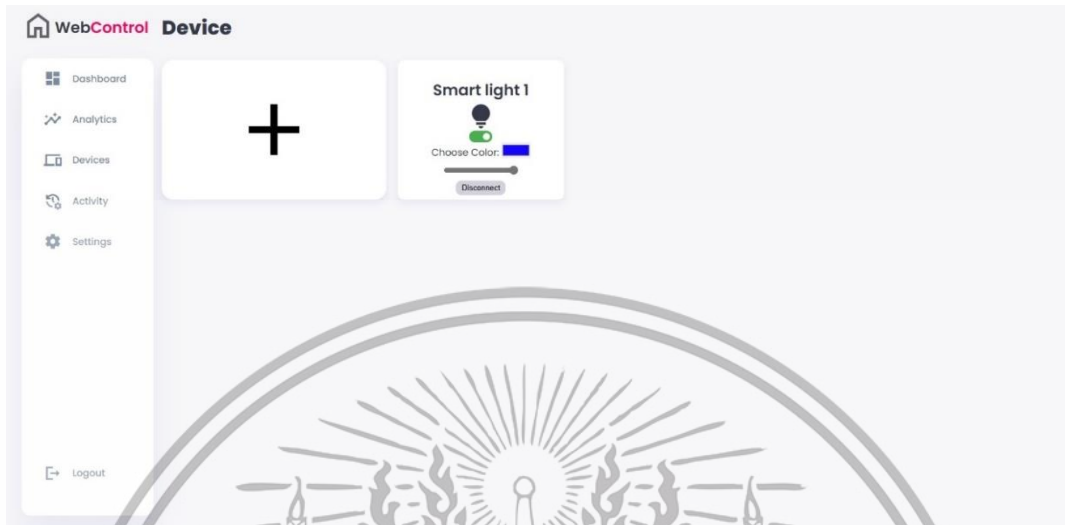 WebControl Device
Dashboard
Analytics
Devices
Activity
Settings
Logout
Smart light 1
Choose Color:
Disconnect